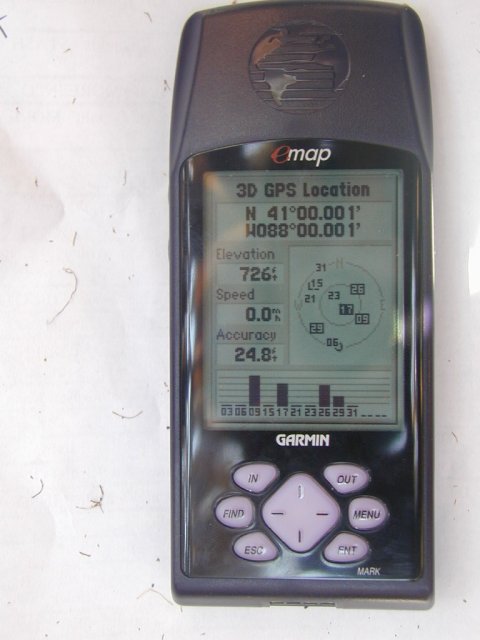 emap
3D GPS Location
N 41°00.001'
W088°00.001'
Elevation
726ft
Speed
0.0mh
Accuracy
24.8ft
N
31
15
21
23
26
17
09
29
06
03 06 09 15 17 21 23 26 29 31
GARMIN
IN
OUT
FIND
MENU
ESC
ENT
MARK